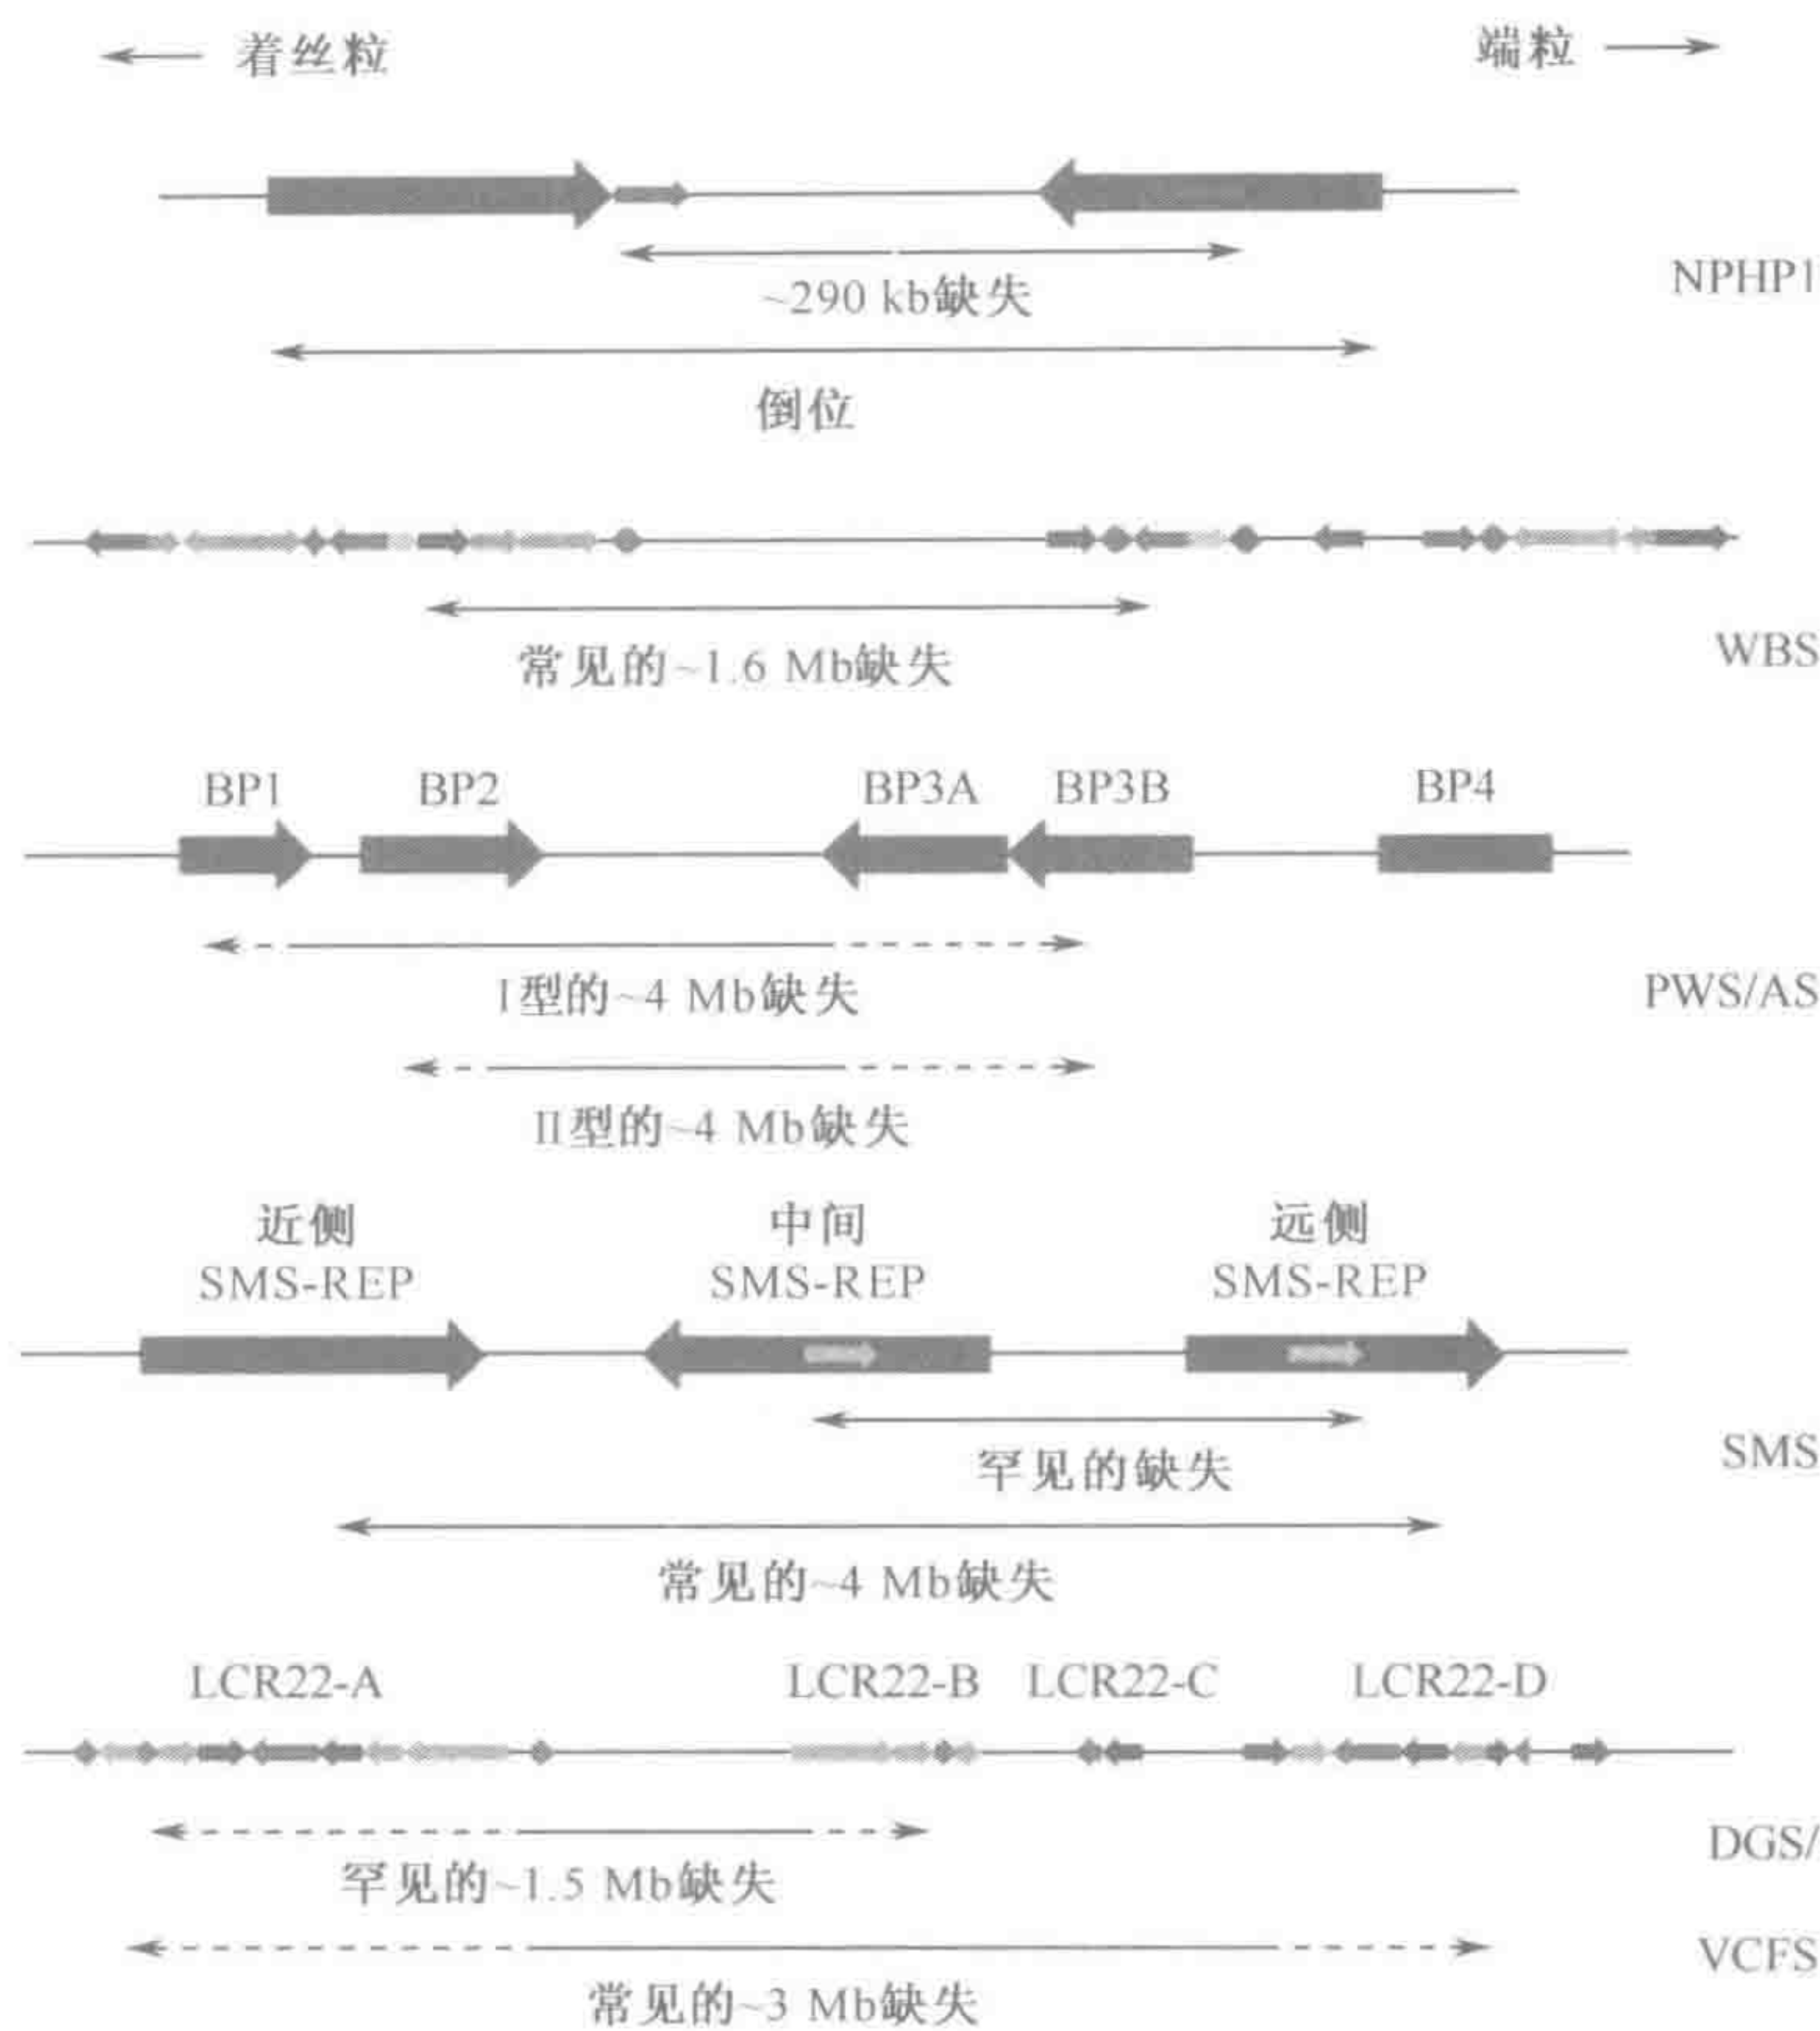 着丝粒
端粒
~290 kb缺失
NPHP1
倒位
常见的~1.6 Mb缺失
WBS
BP1 BP2 BP3A BP3B BP4
I型的~4 Mb缺失
PWS/AS
II型的~4 Mb缺失
近侧 中间 远侧
SMS-REP SMS-REP SMS-REP
罕见的缺失
SMS
常见的~4 Mb缺失
LCR22-A LCR22-B LCR22-C LCR22-D
DGS/
罕见的~1.5 Mb缺失
VCFS
常见的~3 Mb缺失